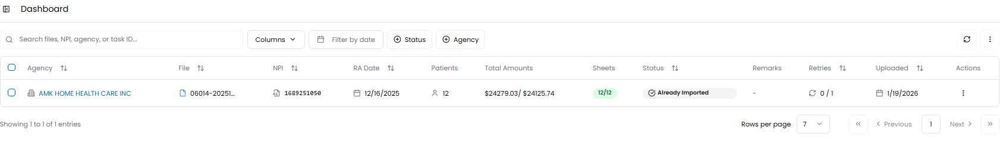 Dashboard
Search files, NPI, agency, or task ID...
Columns
Filter by date
Status
Agency
Agency File NPI RA Date Patients Total Amounts Sheets Status Remarks Retries Uploaded Actions
AMK HOME HEALTH CARE INC 06014-20251... 1689251050 12/16/2025 12 $24279.03/ $24125.74 12/12 Already Imported - 0 / 1 1/19/2026
Showing 1 to 1 of 1 entries
Rows per page 7 Previous 1 Next